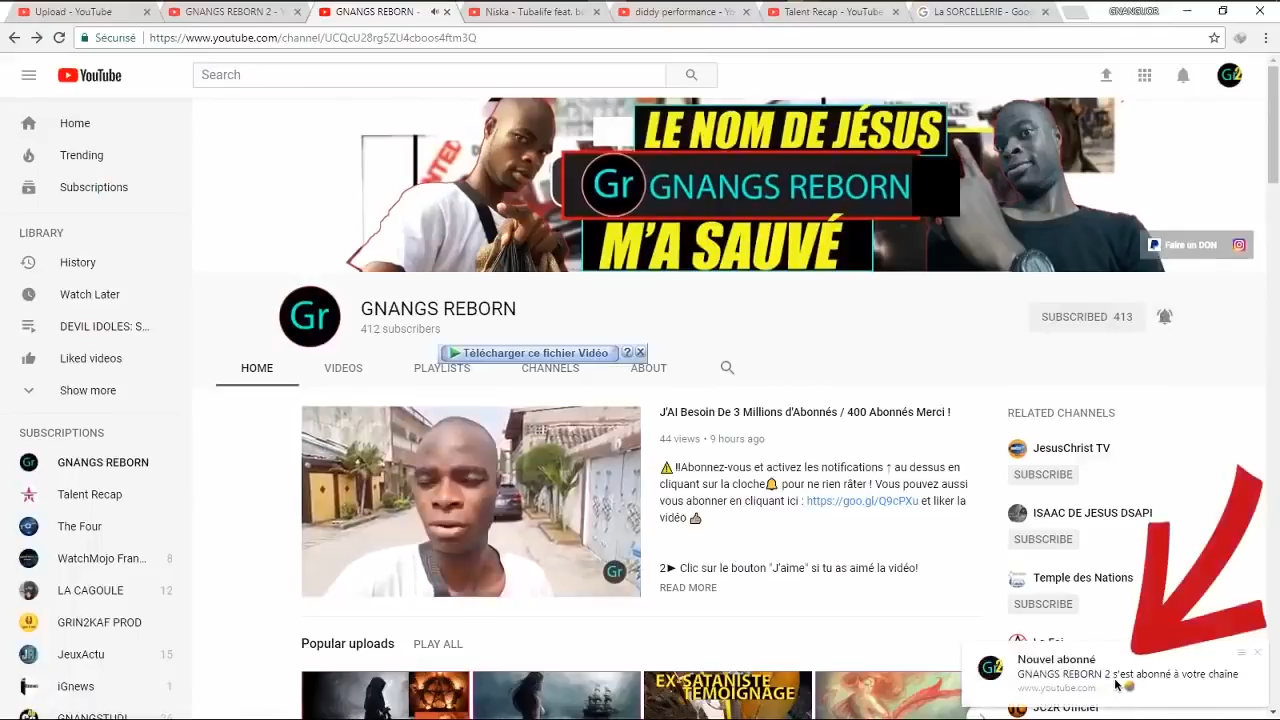 Upload - YouTube
GNANGS REBORN 2 - Y
GNANGS REBORN -
Niska - Tubalife feat. b
diddy performance - Y
Talent Recap - YouTube
La SORCELLERIE - Goo
GNANGUOR
Sécurisé
https://www.youtube.com/channel/UCQcU28rg5ZU4cboos4ftm3Q
YouTube
Search
Gr2
Home
Trending
Subscriptions
LIBRARY
History
Watch Later
DEVIL IDOLES: S...
Liked videos
Show more
SUBSCRIPTIONS
GNANGS REBORN
Talent Recap
The Four
WatchMojo Fran... 8
LA CAGOULE 12
GRIN2KAF PROD
JeuxActu 15
iGnews 1
GNANGSTUDI
LE NOM DE JÉSUS
Gr GNANGS REBORN
M'A SAUVÉ
Faire un DON
Gr
GNANGS REBORN
412 subscribers
SUBSCRIBED 413
Télécharger ce fichier Vidéo
HOME VIDEOS PLAYLISTS CHANNELS ABOUT
Gr
J'AI Besoin De 3 Millions d'Abonnés / 400 Abonnés Merci !
44 views • 9 hours ago
⚠!!Abonnez-vous et activez les notifications ↑ au dessus en
cliquant sur la cloche🔔 pour ne rien râter ! Vous pouvez aussi
vous abonner en cliquant ici : https://goo.gl/Q9cPXu et liker la
vidéo 👍
2► Clic sur le bouton "J'aime" si tu as aimé la vidéo!
READ MORE
RELATED CHANNELS
JesusChrist TV
SUBSCRIBE
ISAAC DE JESUS DSAPI
SUBSCRIBE
Temple des Nations
SUBSCRIBE
Popular uploads PLAY ALL
EX-SATANISTE
TÉMOIGNAGE
Gr2
Nouvel abonné
GNANGS REBORN 2 s'est abonné à votre chaîne
www.youtube.com
JC2R Officiel